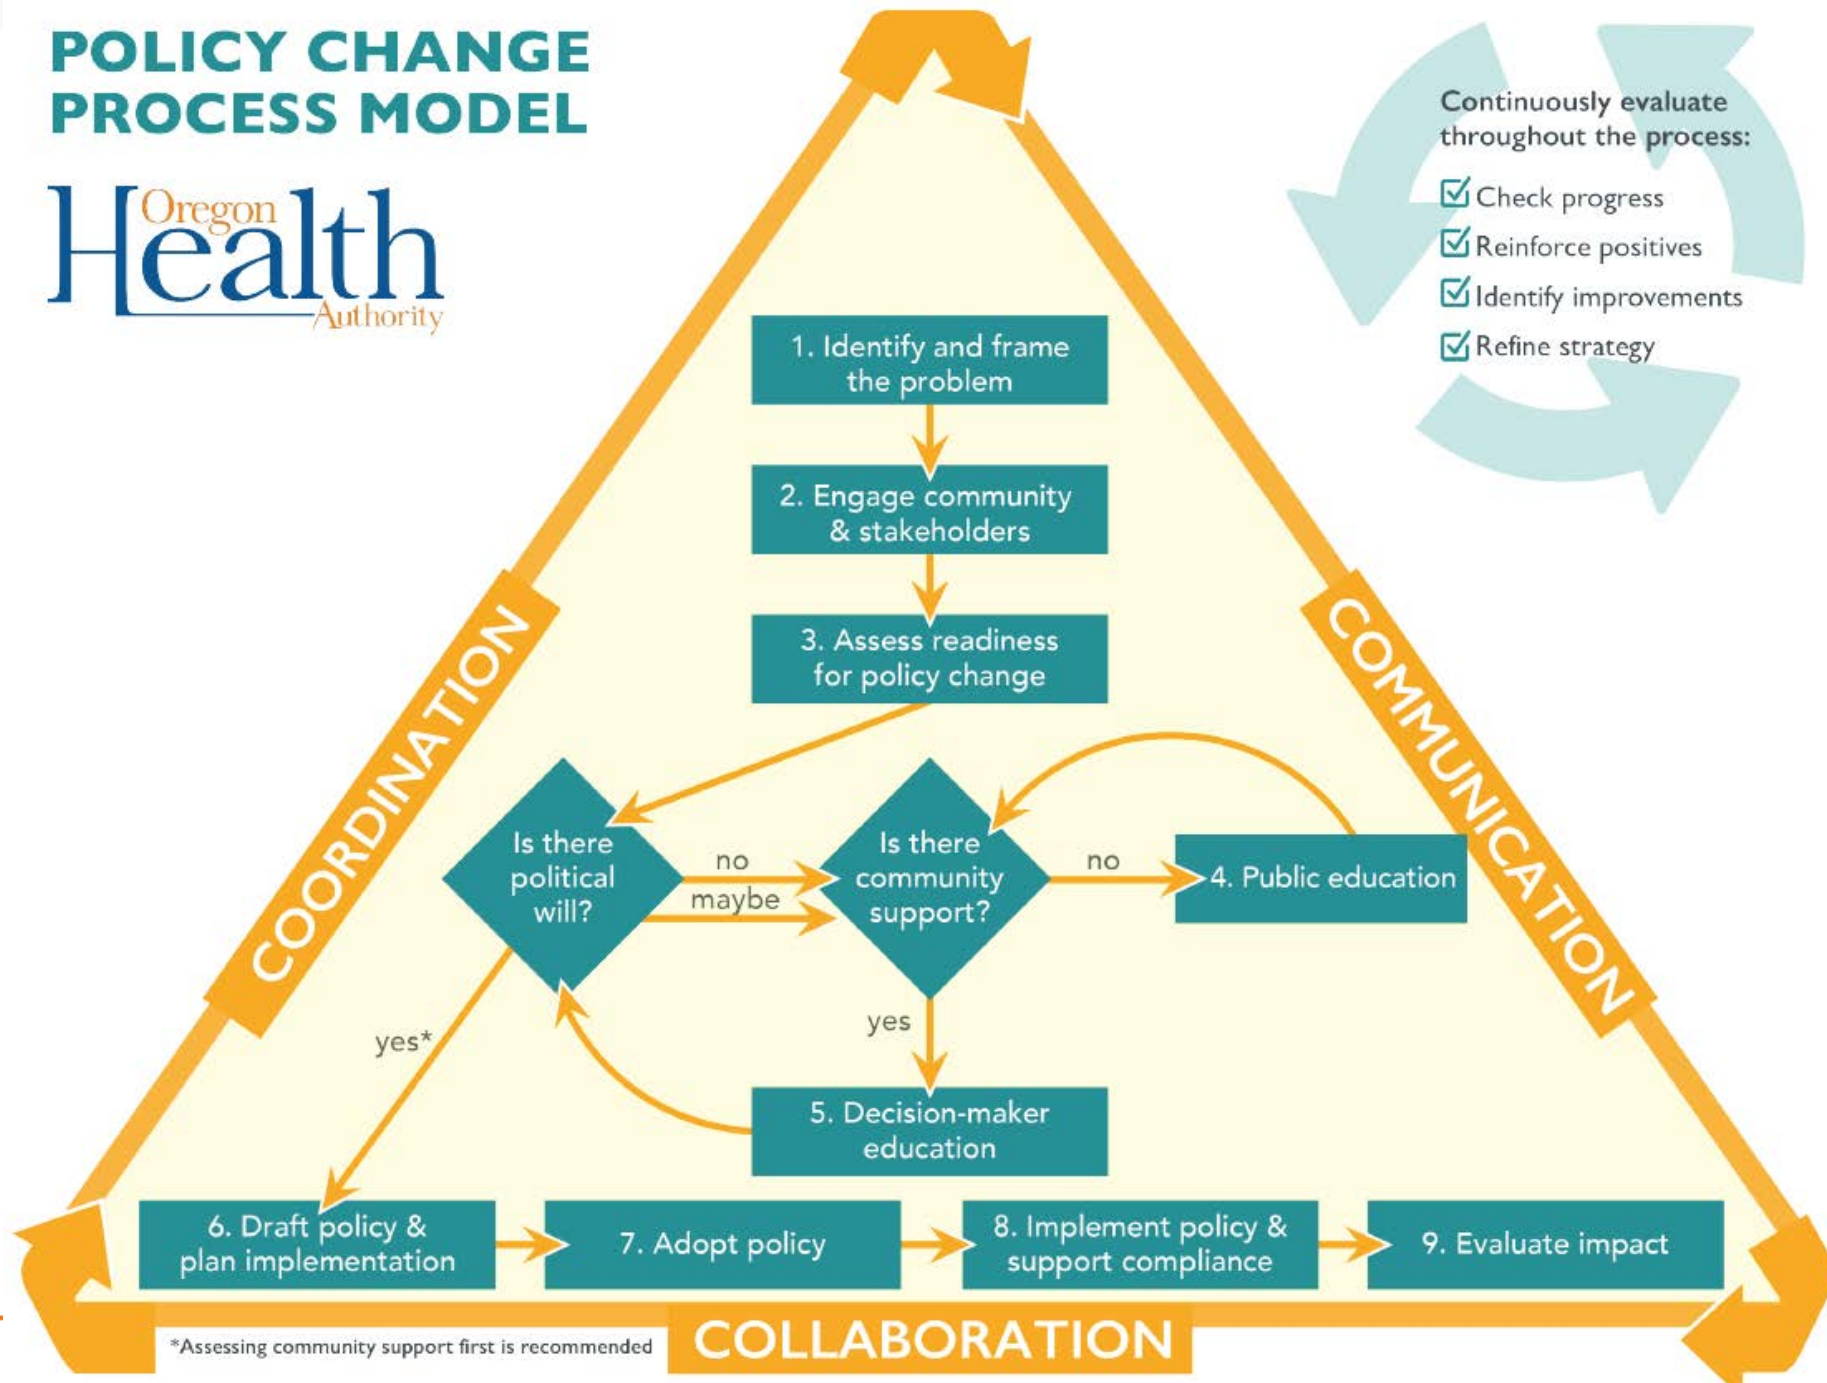 POLICY CHANGE
PROCESS MODEL
Oregon
Health
Authority
Continuously evaluate
throughout the process:
Check progress
Reinforce positives
Identify improvements
Refine strategy
1. Identify and frame
the problem
2. Engage community
& stakeholders
3. Assess readiness
for policy change
COORDINATION
COMMUNICATION
Is there
political
will?
no
maybe
Is there
community
support?
no
4. Public education
yes*
yes
5. Decision-maker
education
6. Draft policy &
plan implementation
7. Adopt policy
8. Implement policy &
support compliance
9. Evaluate impact
*Assessing community support first is recommended
COLLABORATION